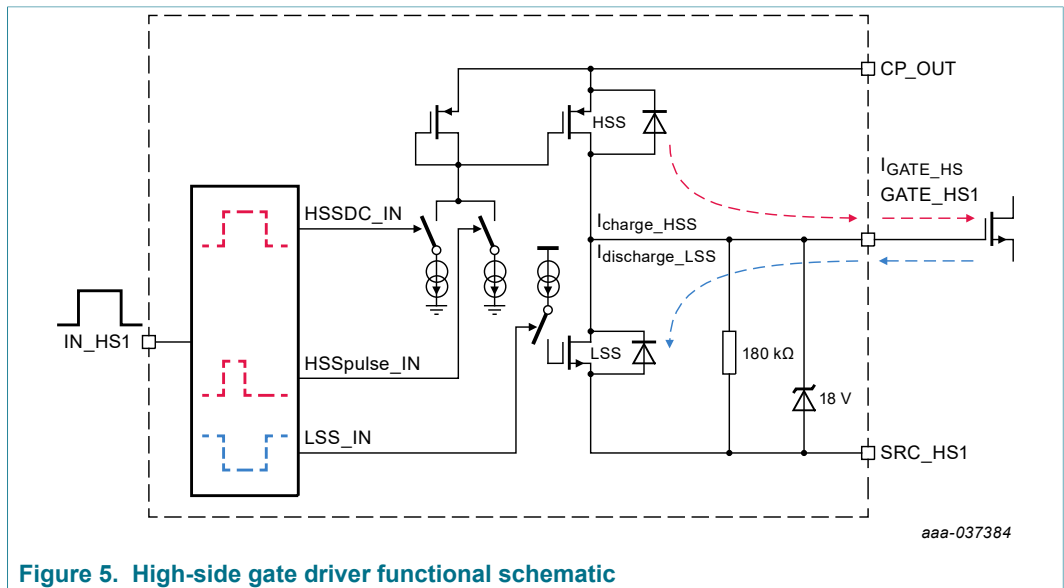 CP_OUT
HSS
I_GATE_HS
GATE_HS1
HSSDC_IN
I_charge_HSS
I_discharge_LSS
IN_HS1
HSSpulse_IN
LSS
180 kΩ
18 V
LSS_IN
SRC_HS1
aaa-037384
Figure 5. High-side gate driver functional schematic